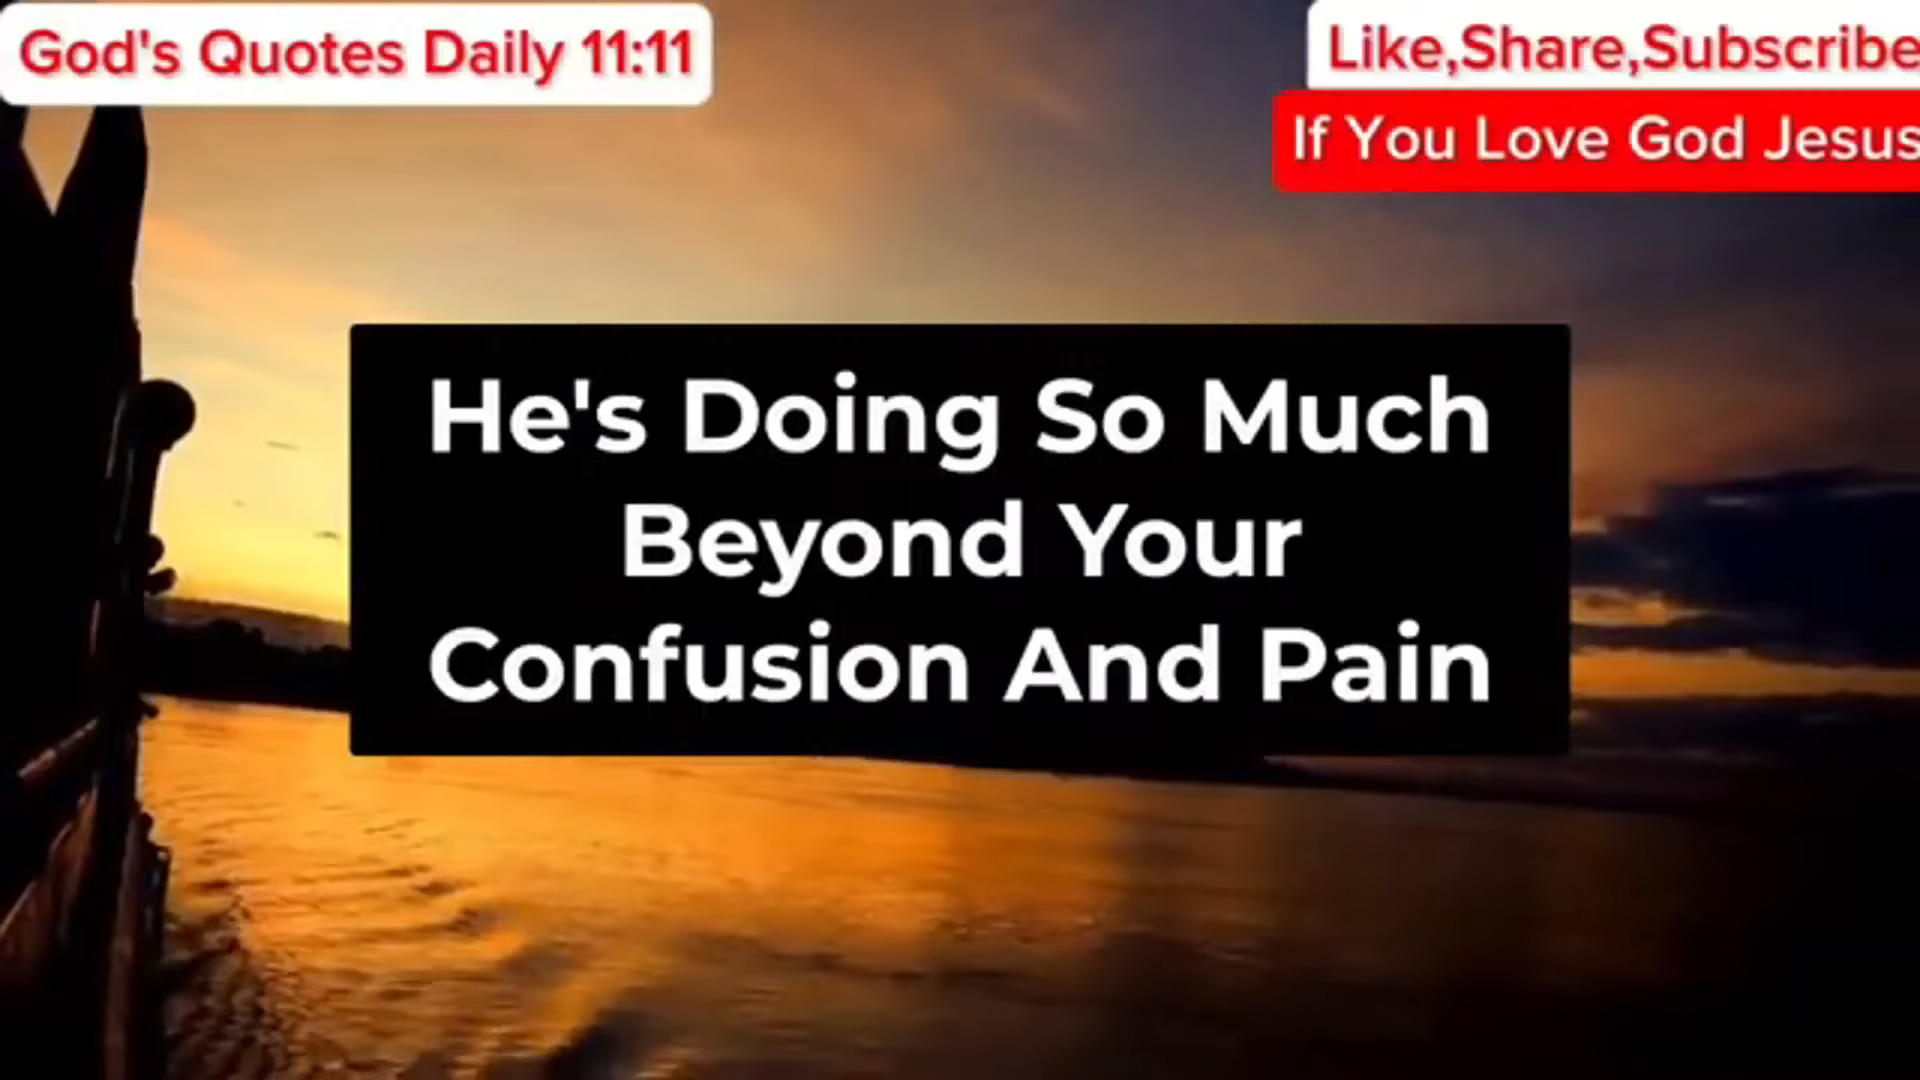 God's Quotes Daily 11:11
Like,Share,Subscribe
If You Love God Jesus
He's Doing So Much
Beyond Your
Confusion And Pain